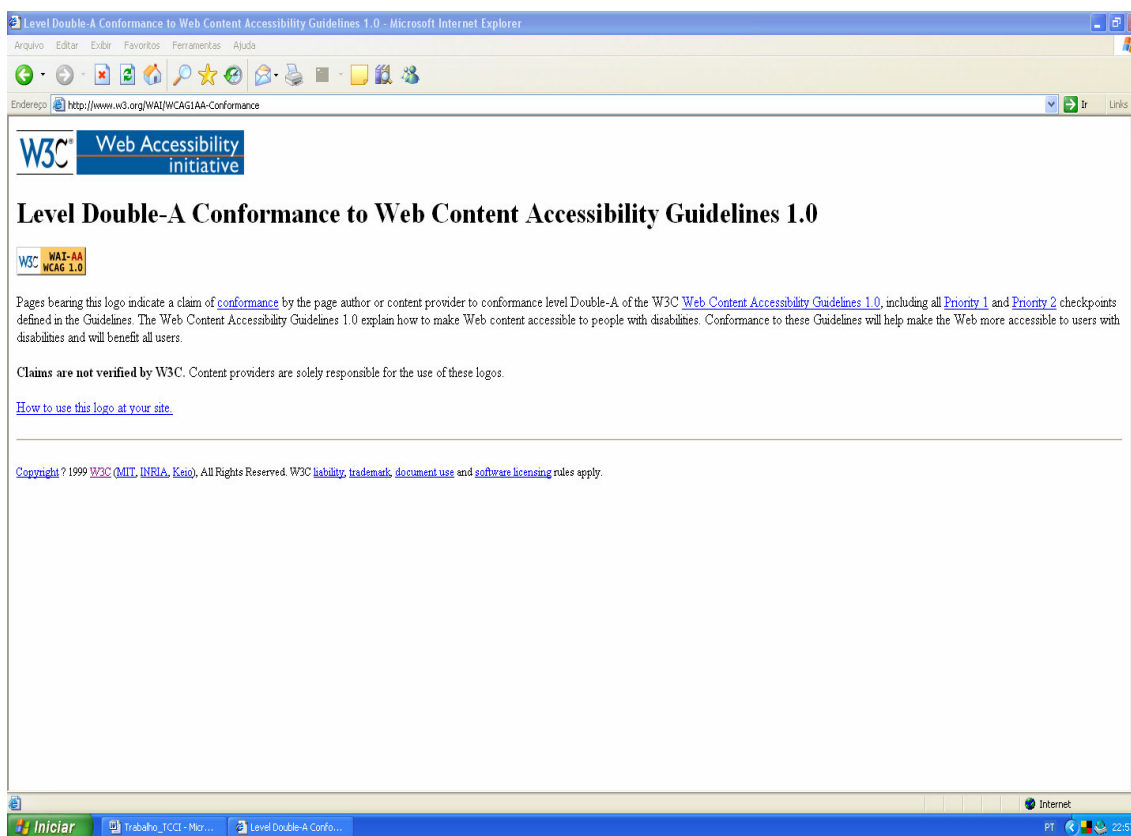 Level Double-A Conformance to Web Content Accessibility Guidelines 1.0 - Microsoft Internet Explorer
Arquivo Editar Exibir Favoritos Ferramentas Ajuda
Endereço http://www.w3.org/WAI/WCAG1AA-Conformance Ir Links
W3C® Web Accessibility
initiative
Level Double-A Conformance to Web Content Accessibility Guidelines 1.0
W3C WAI-AA
WCAG 1.0
Pages bearing this logo indicate a claim of conformance by the page author or content provider to conformance level Double-A of the W3C Web Content Accessibility Guidelines 1.0, including all Priority 1 and Priority 2 checkpoints
defined in the Guidelines. The Web Content Accessibility Guidelines 1.0 explain how to make Web content accessible to people with disabilities. Conformance to these Guidelines will help make the Web more accessible to users with
disabilities and will benefit all users.
Claims are not verified by W3C. Content providers are solely responsible for the use of these logos.
How to use this logo at your site.
Copyright ? 1999 W3C (MIT, INRIA, Keio), All Rights Reserved. W3C liability, trademark, document use and software licensing rules apply.
Internet
Iniciar Trabalho_TCCI - Micr... Level Double-A Confo... PT 22:5